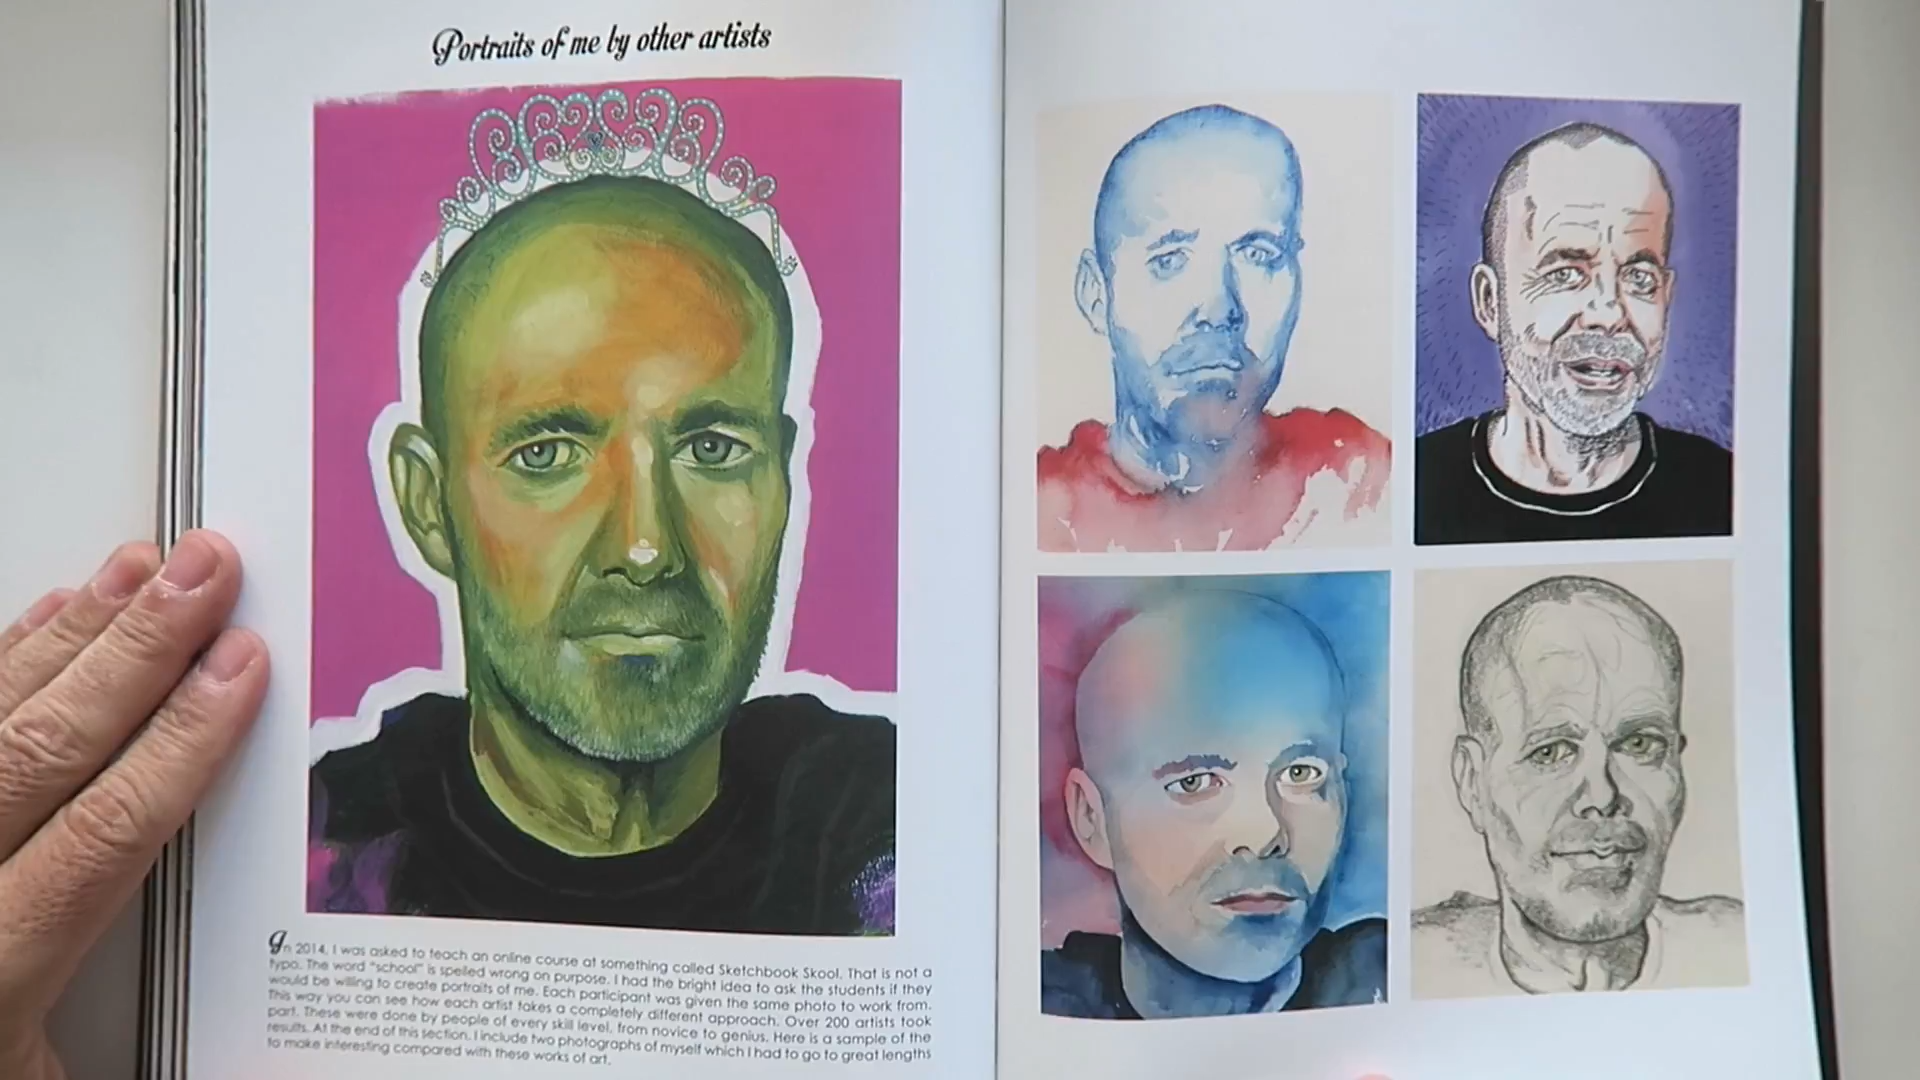 Portraits of me by other artists
In 2014, I was asked to teach an online course at something called Sketchbook Skool. That is not a
typo. The word "school" is spelled wrong on purpose. I had the bright idea to ask the students if they
would be willing to create portraits of me. Each participant was given the same photo to work from.
This way you can see how each artist takes a completely different approach. Over 200 artists took
part. These were done by people of every skill level, from novice to genius. Here is a sample of the
results. At the end of this section, I include two photographs of myself which I had to go to great lengths
to make interesting compared with these works of art.